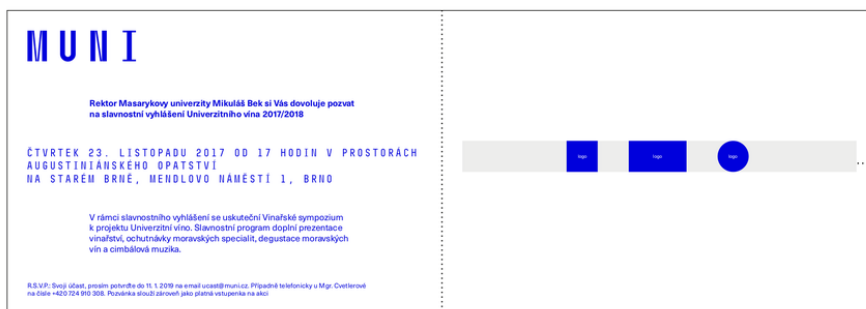 MUNI
Rektor Masarykovy univerzity Mikuláš Bek si Vás dovoluje pozvat
na slavnostní vyhlášení Univerzitního vína 2017/2018
ČTVRTEK 23. LISTOPADU 2017 OD 17 HODIN V PROSTORÁCH
AUGUSTINIÁNSKÉHO OPATSTVÍ
NA STARÉM BRNĚ, MENDLOVO NÁMĚSTÍ 1, BRNO
V rámci slavnostního vyhlášení se uskuteční Vinařské sympozium
k projektu Univerzitní víno. Slavnostní program doplní prezentace
vinařství, ochutnávky moravských specialit, degustace moravských
vín a cimbálová muzika.
R.S.V.P.: Svoji účast, prosím potvrďte do 11. 1. 2019 na email ucast@muni.cz. Případně telefonicky u Mgr. Cvetlerové
na čísle +420 724 910 308. Pozvánka slouží zároveň jako platná vstupenka na akci
logo
logo
logo